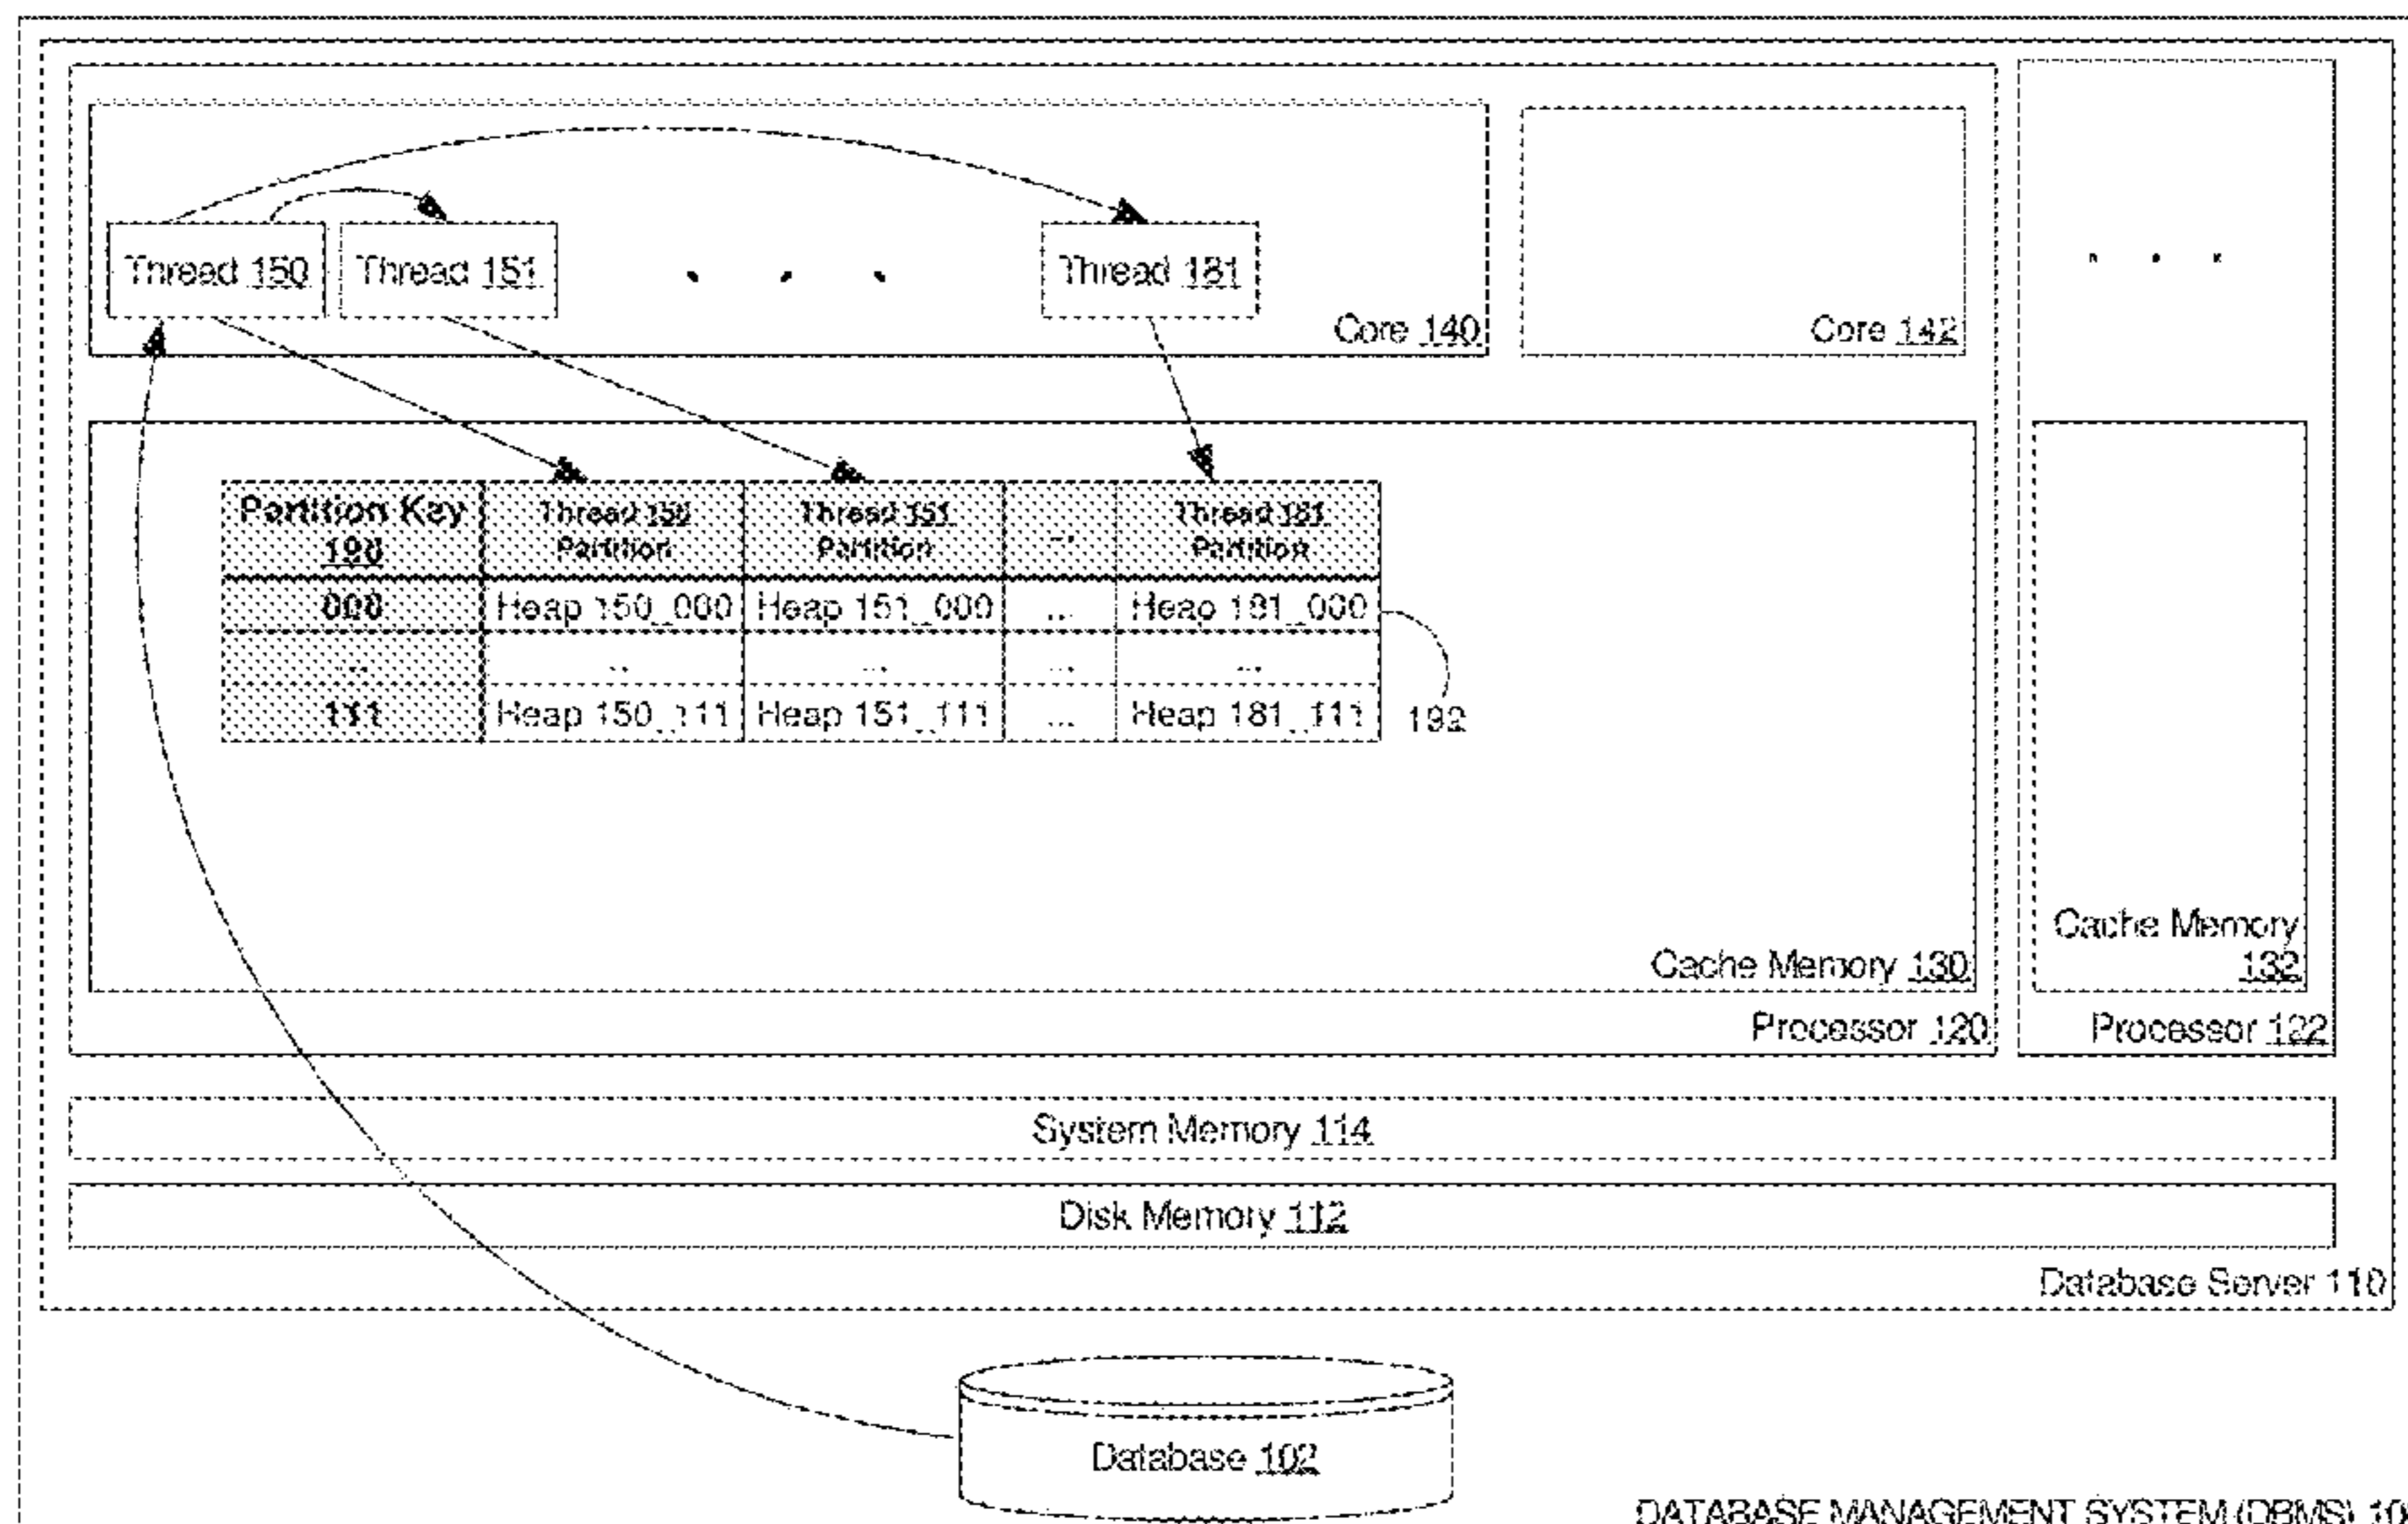 Thread 150 Thread 151 . . . Thread 181
Core 140
Core 142
. . .
Partition Key 190
Thread 150 Partition
Thread 151 Partition
...
Thread 181 Partition
000 Heap 150_000 Heap 151_000 ... Heap 181_000
... ... ... ... ...
111 Heap 150_111 Heap 151_111 ... Heap 181_111
192
Cache Memory 130
Cache Memory
132
Processor 120
Processor 122
System Memory 114
Disk Memory 112
Database Server 110
Database 102
DATABASE MANAGEMENT SYSTEM (DBMS)